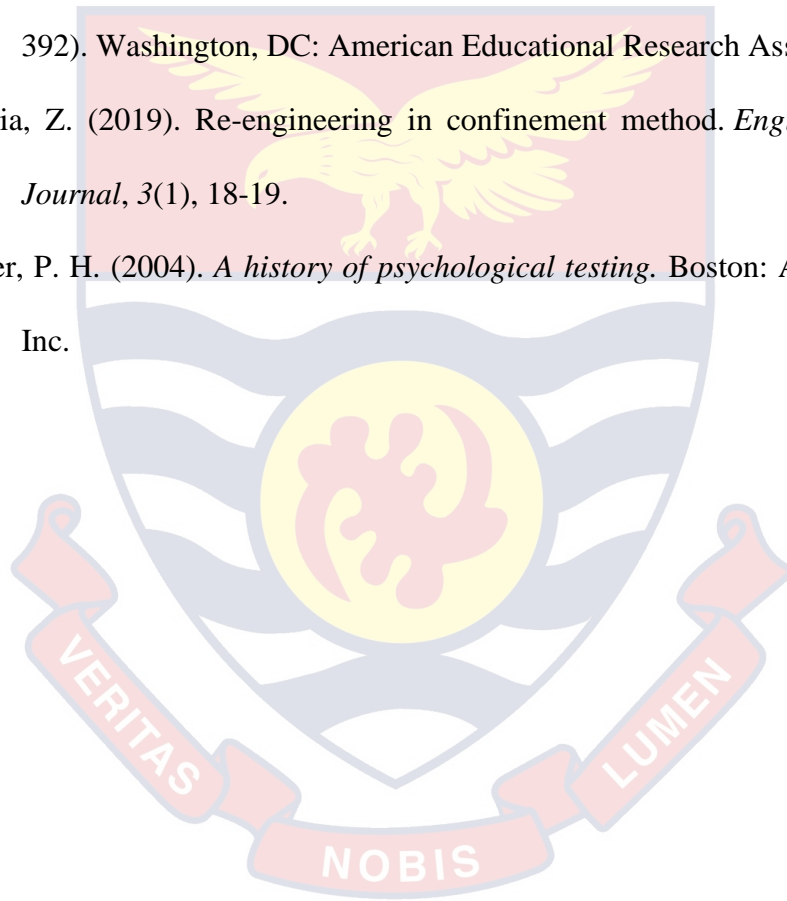 392). Washington, DC: American Educational Research Ass
ia, Z. (2019). Re-engineering in confinement method. Eng
Journal, 3(1), 18-19.
er, P. H. (2004). A history of psychological testing. Boston: A
Inc.
VERITAS
NOBIS
LUMEN